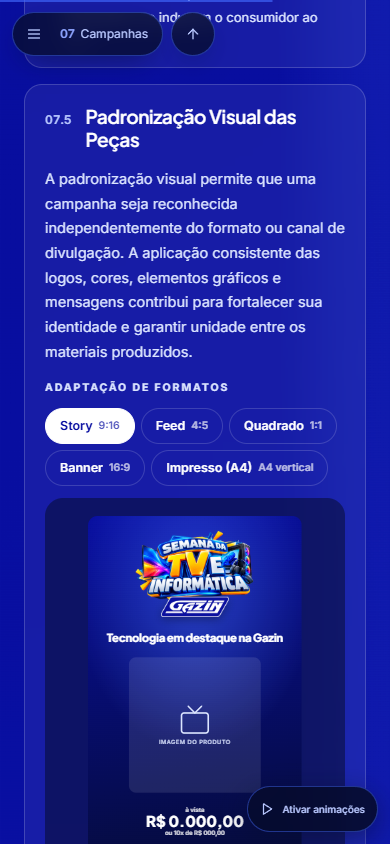 o consumidor ao
07 Campanhas
07.5 Padronização Visual das
Peças
A padronização visual permite que uma
campanha seja reconhecida
independentemente do formato ou canal de
divulgação. A aplicação consistente das
logos, cores, elementos gráficos e
mensagens contribui para fortalecer sua
identidade e garantir unidade entre os
materiais produzidos.
ADAPTAÇÃO DE FORMATOS
Story 9:16
Feed 4:5
Quadrado 1:1
Banner 16:9
Impresso (A4) A4 vertical
SEMANA DA
TV E
INFORMÁTICA
GAZIN
Tecnologia em destaque na Gazin
IMAGEM DO PRODUTO
à vista
R$ 0.000,00
ou 10x de R$ 000,00
Ativar animações